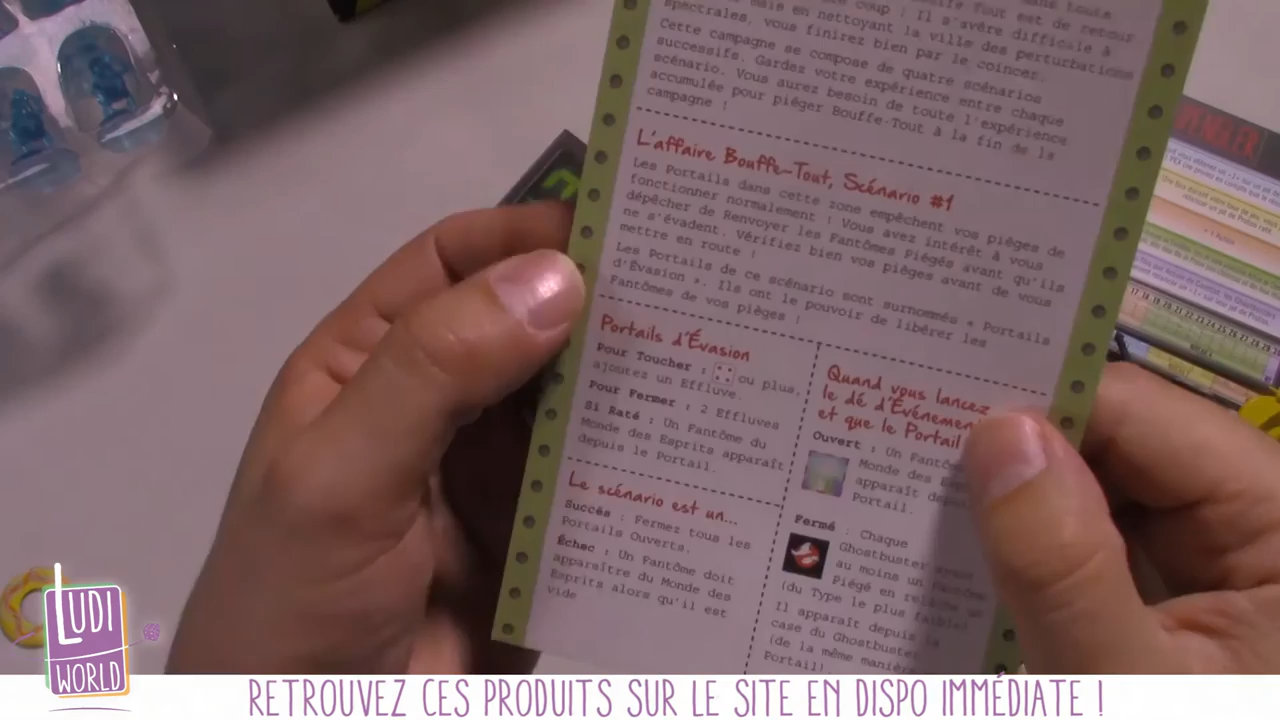 coup ! Il s'avère difficile à
mais en nettoyant la ville des perturbations
spectrales, vous finirez bien par le coincer.
Cette campagne se compose de quatre scénarios
successifs. Gardez votre expérience entre chaque
scénario. Vous aurez besoin de toute l'expérience
accumulée pour piéger Bouffe-Tout à la fin de la
campagne !
L'affaire Bouffe-Tout, Scénario #1
Les Portails dans cette zone empêchent vos pièges de
fonctionner normalement ! Vous avez intérêt à vous
dépêcher de Renvoyer les Fantômes Piégés avant qu'ils
ne s'évadent. Vérifiez bien vos pièges avant de vous
mettre en route !
Les Portails de ce scénario sont surnommés « Portails
d'Évasion ». Ils ont le pouvoir de libérer les
Fantômes de vos pièges !
Portails d'Évasion
Pour Toucher : ou plus,
ajoutez un Effluve.
Pour Fermer : 2 Effluves
Si Raté : Un Fantôme du
Monde des Esprits apparaît
depuis le Portail.
Le scénario est un...
Succès : Fermez tous les
Portails Ouverts.
Échec : Un Fantôme doit
apparaître du Monde des
Esprits alors qu'il est
vide
Quand vous lancez
le dé d'Événement
et que le Portail
Ouvert : Un
Monde des
apparaît
Portail.
Fermé : Chaque
Ghostbuster ayant
au moins un Fantôme
Piégé en
(du Type le plus faible)
Il apparaît depuis la
case du Ghostbuster
(de la même manière
Portail)
17 18 19 20 21
LUDI
WORLD
RETROUVEZ CES PRODUITS SUR LE SITE EN DISPO IMMÉDIATE !